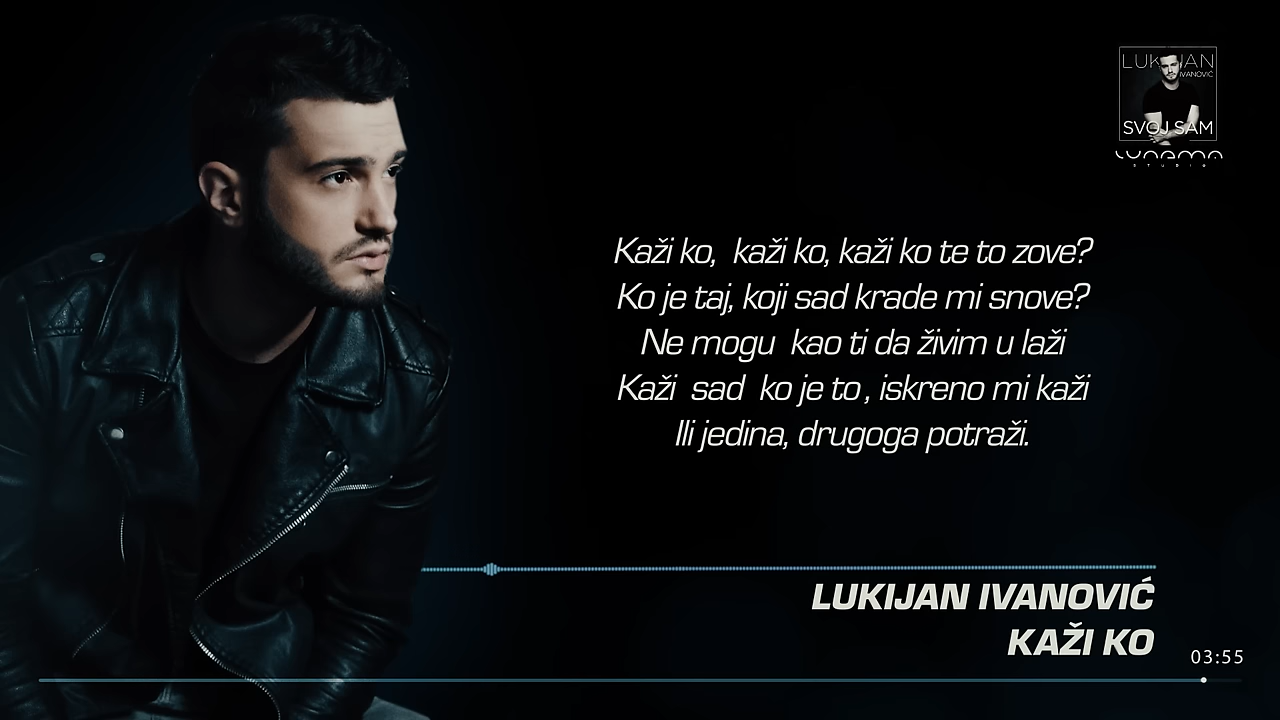 LUKIJAN
IVANOVIĆ
SVOJ SAM
Lynema
STUDIO
Kaži ko, kaži ko, kaži ko te to zove?
Ko je taj, koji sad krade mi snove?
Ne mogu kao ti da živim u laži
Kaži sad ko je to , iskreno mi kaži
Ili jedina, drugoga potraži.
LUKIJAN IVANOVIĆ
KAŽI KO
03:55